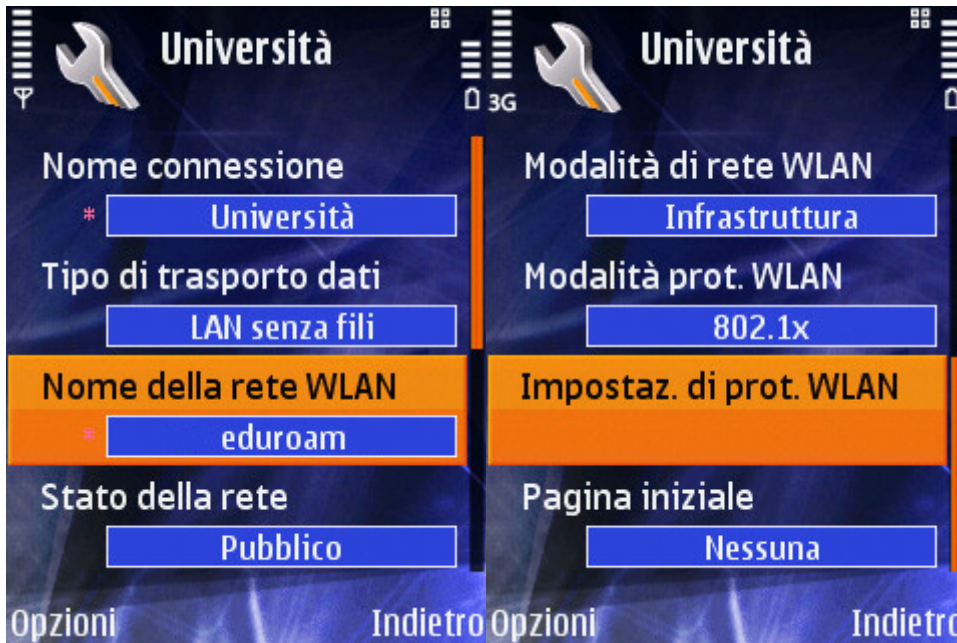 Università
Nome connessione
* Università
Tipo di trasporto dati
LAN senza fili
Nome della rete WLAN
* eduroam
Stato della rete
Pubblico
Opzioni Indietro
Università
3G
Modalità di rete WLAN
Infrastruttura
Modalità prot. WLAN
802.1x
Impostaz. di prot. WLAN
Pagina iniziale
Nessuna
Opzioni Indietro